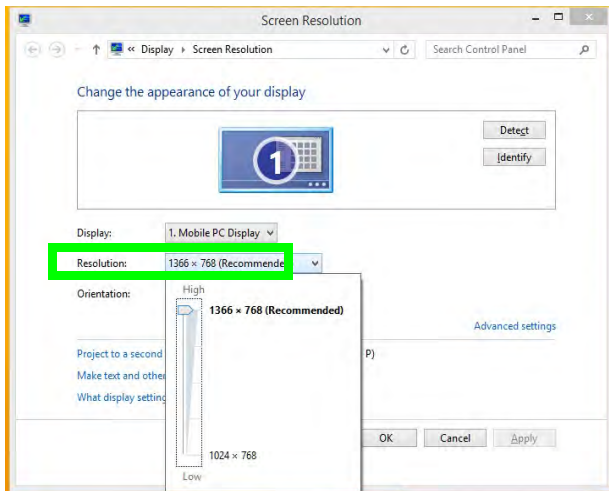 Screen Resolution
« Display Screen Resolution
Search Control Panel
Change the appearance of your display
1
Detect
Identify
Display: 1. Mobile PC Display
Resolution: 1366 × 768 (Recommende
Orientation:
High
1366 × 768 (Recommended)
Advanced settings
Project to a second P)
Make text and other
What display setting
OK Cancel Apply
1024 × 768
Low